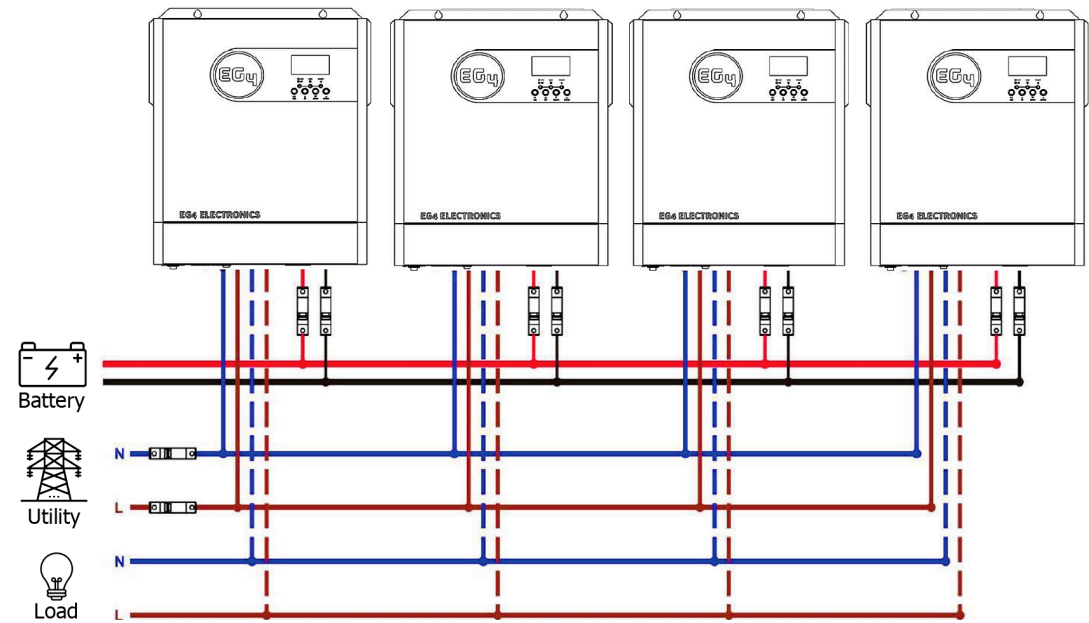 EG4
EG4
EG4
EG4
EG4 ELECTRONICS
EG4 ELECTRONICS
EG4 ELECTRONICS
EG4 ELECTRONICS
- +
Battery
N
L
Utility
N
L
Load